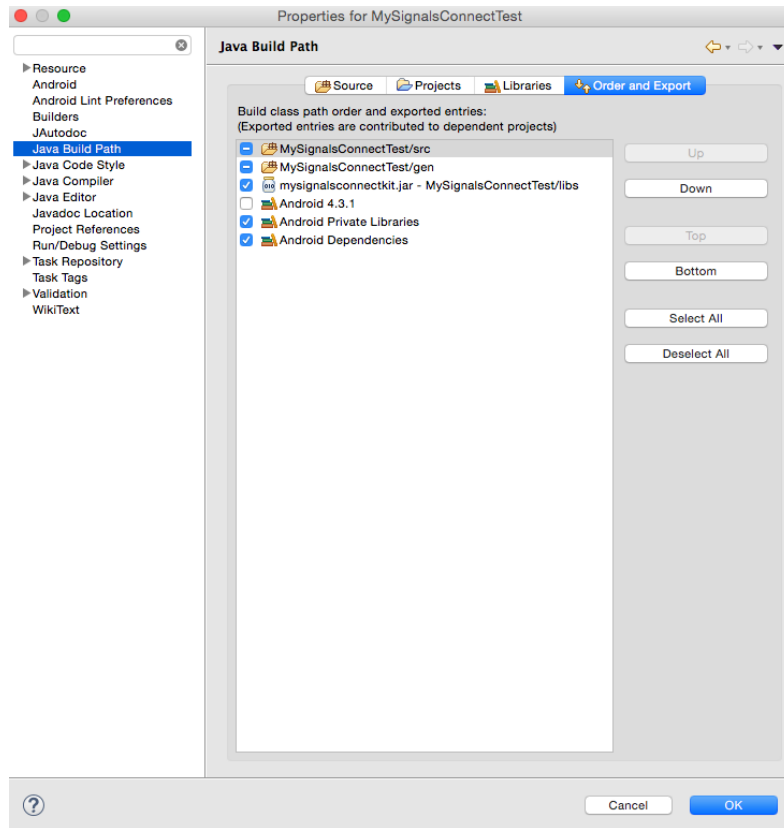 Properties for MySignalsConnectTest
Resource
Android
Android Lint Preferences
Builders
JAutodoc
Java Build Path
Java Code Style
Java Compiler
Java Editor
Javadoc Location
Project References
Run/Debug Settings
Task Repository
Task Tags
Validation
WikiText
Java Build Path
Source Projects Libraries Order and Export
Build class path order and exported entries:
(Exported entries are contributed to dependent projects)
MySignalsConnectTest/src
MySignalsConnectTest/gen
010 mysignalsconnectkit.jar - MySignalsConnectTest/libs
Android 4.3.1
Android Private Libraries
Android Dependencies
Up
Down
Top
Bottom
Select All
Deselect All
?
Cancel OK